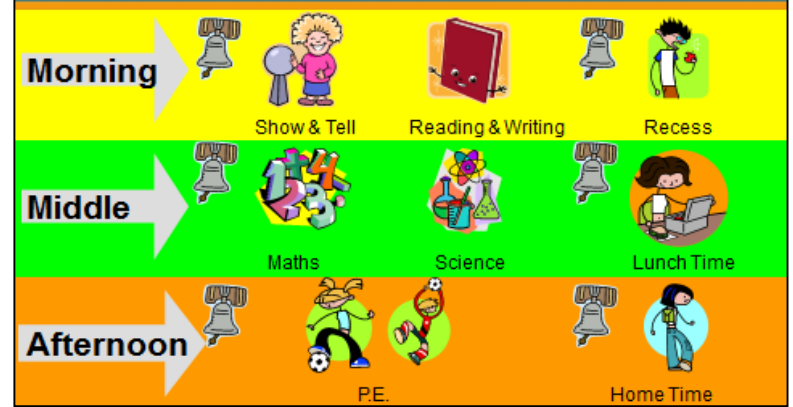 Morning
Show & Tell Reading & Writing Recess
Middle
Maths Science Lunch Time
Afternoon
P.E. Home Time